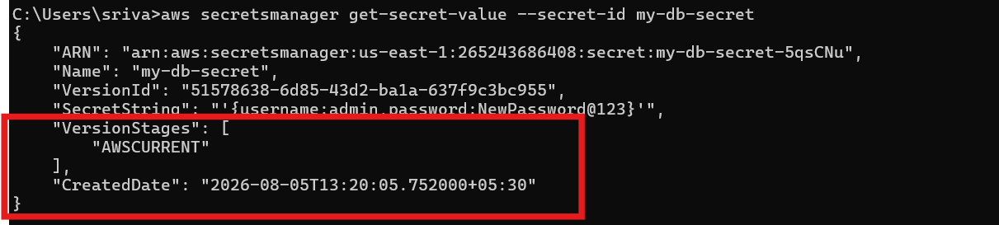 C:\Users\sriva>aws secretsmanager get-secret-value --secret-id my-db-secret
{
    "ARN": "arn:aws:secretsmanager:us-east-1:265243686408:secret:my-db-secret-5qsCNu",
    "Name": "my-db-secret",
    "VersionId": "51578638-6d85-43d2-ba1a-637f9c3bc955",
    "SecretString": "'{username:admin,password:NewPassword@123}'",
    "VersionStages": [
        "AWSCURRENT"
    ],
    "CreatedDate": "2026-08-05T13:20:05.752000+05:30"
}